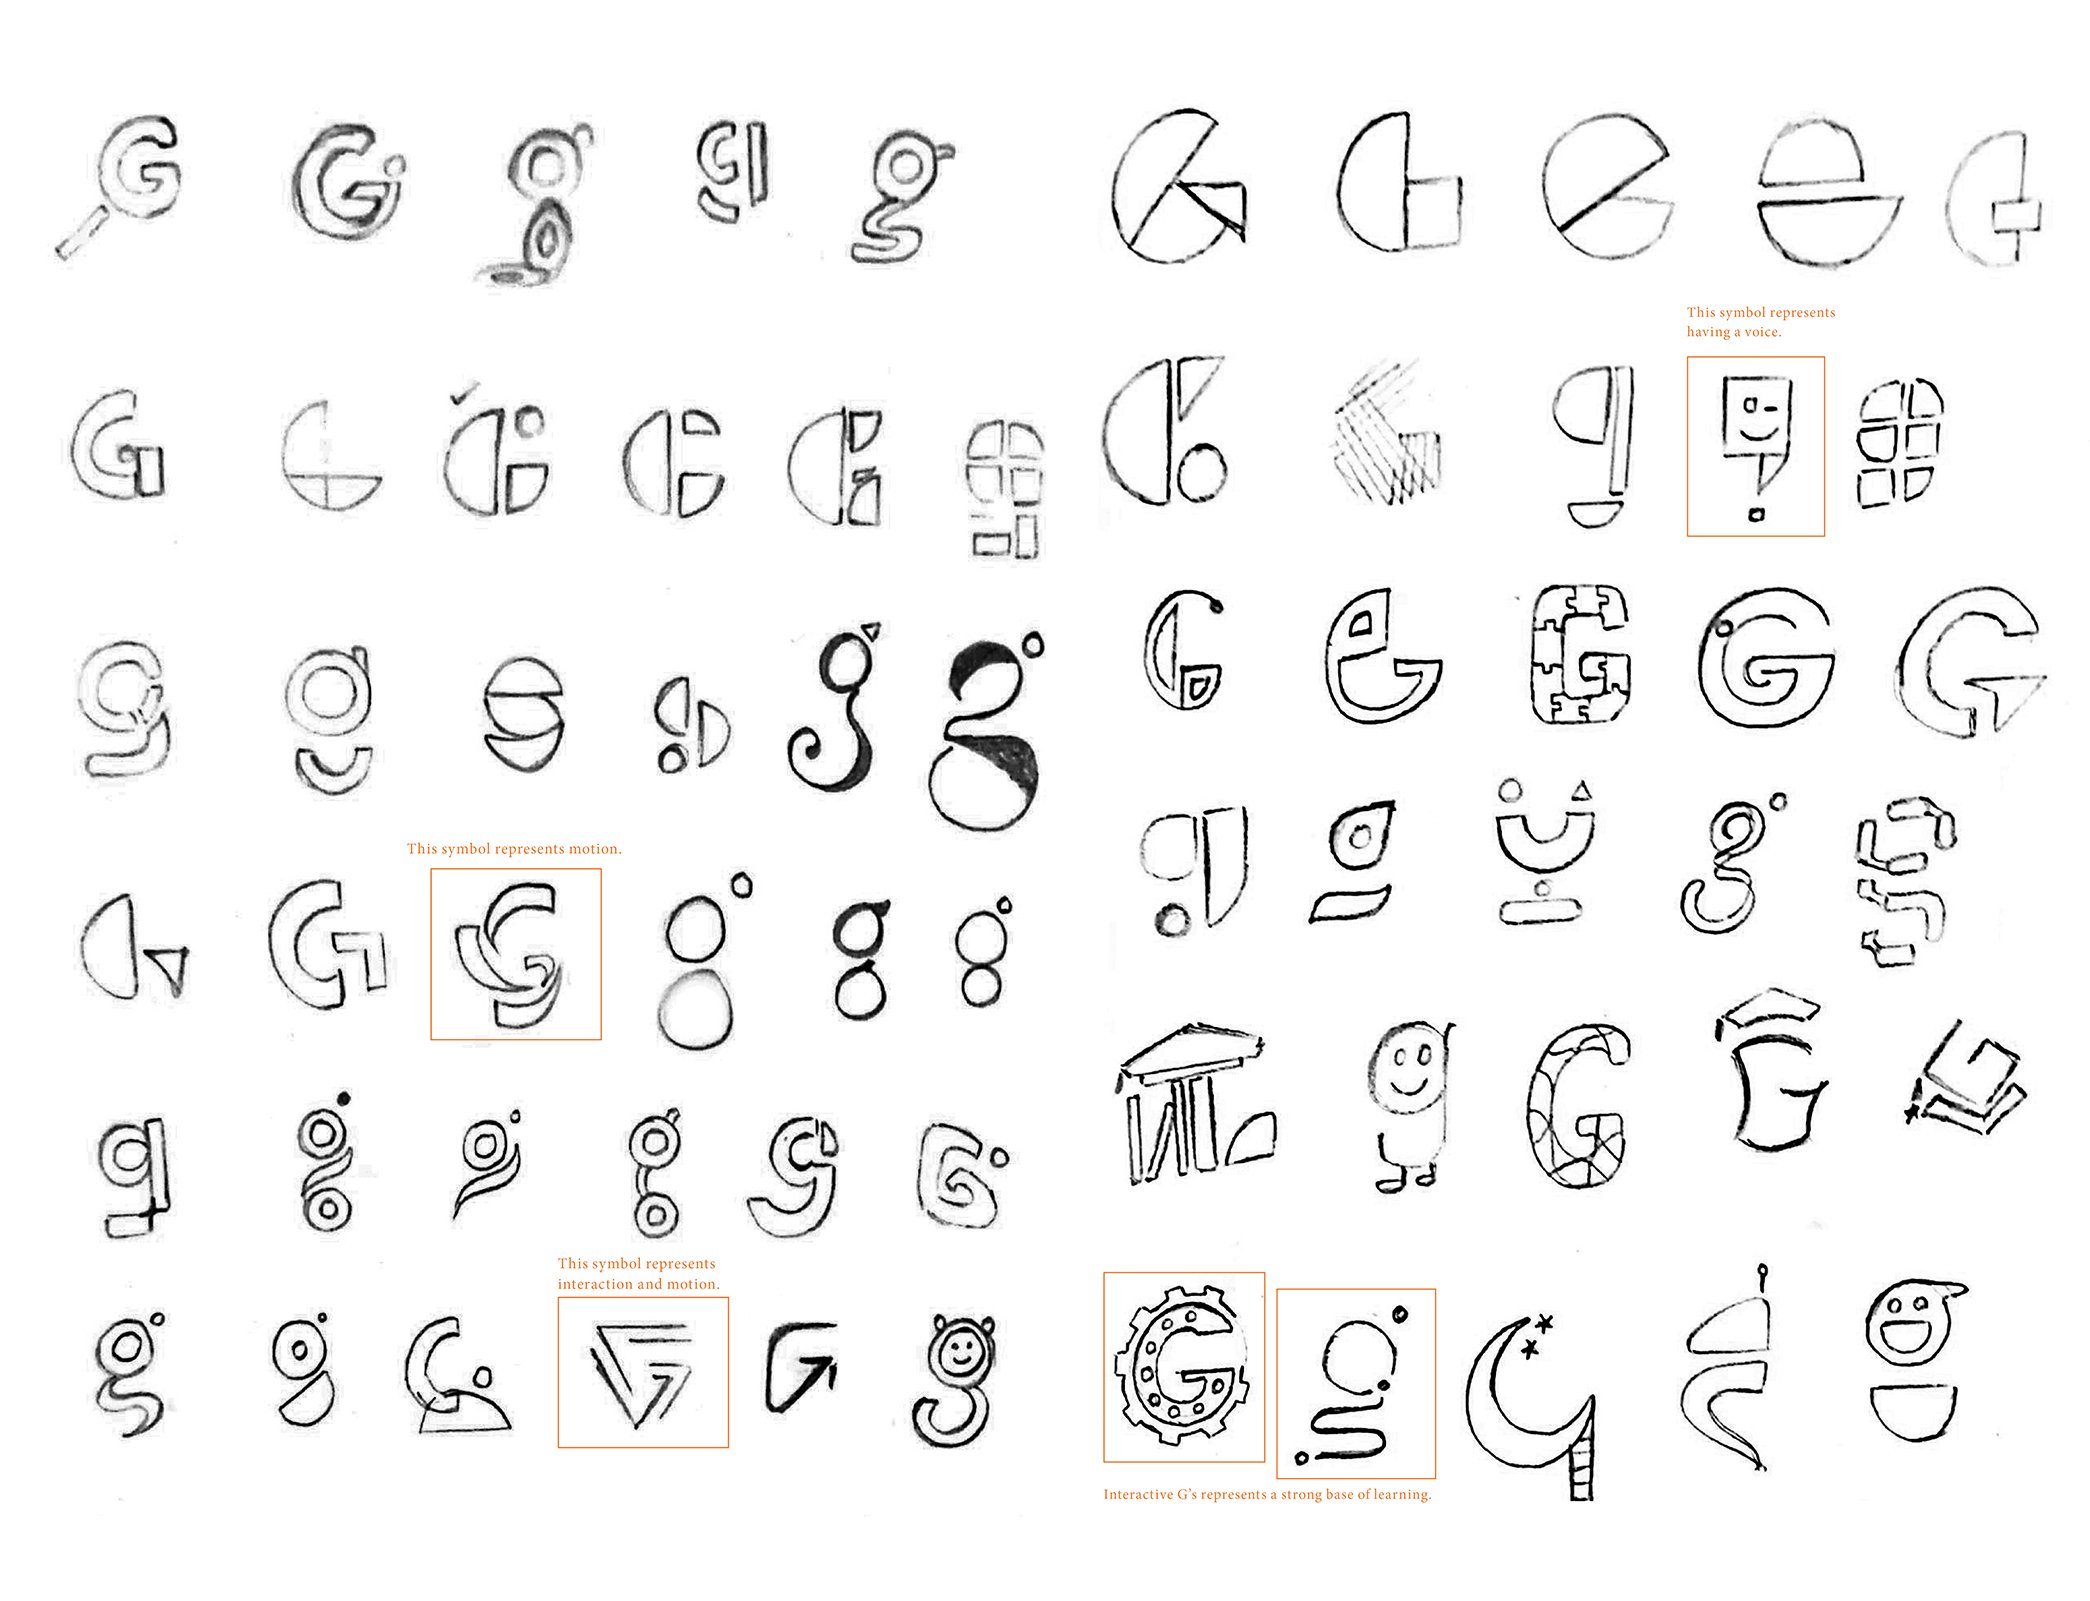 This symbol represents
having a voice.
This symbol represents motion.
This symbol represents
interaction and motion.
Interactive G's represents a strong base of learning.